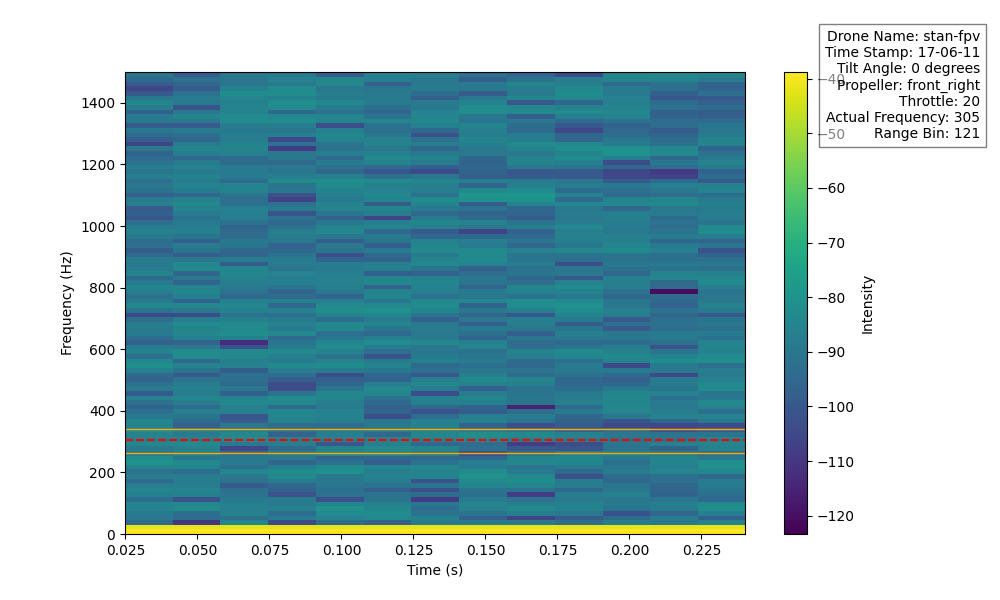 Drone Name: stan-fpv
Time Stamp: 17-06-11
Tilt Angle: 0 degrees
Propeller: front_right
Throttle: 20
Actual Frequency: 305
Range Bin: 121
1400
1200
1000
800
600
400
200
0
Frequency (Hz)
0.025
0.050
0.075
0.100
0.125
0.150
0.175
0.200
0.225
Time (s)
−40
−50
−60
−70
−80
−90
−100
−110
−120
Intensity